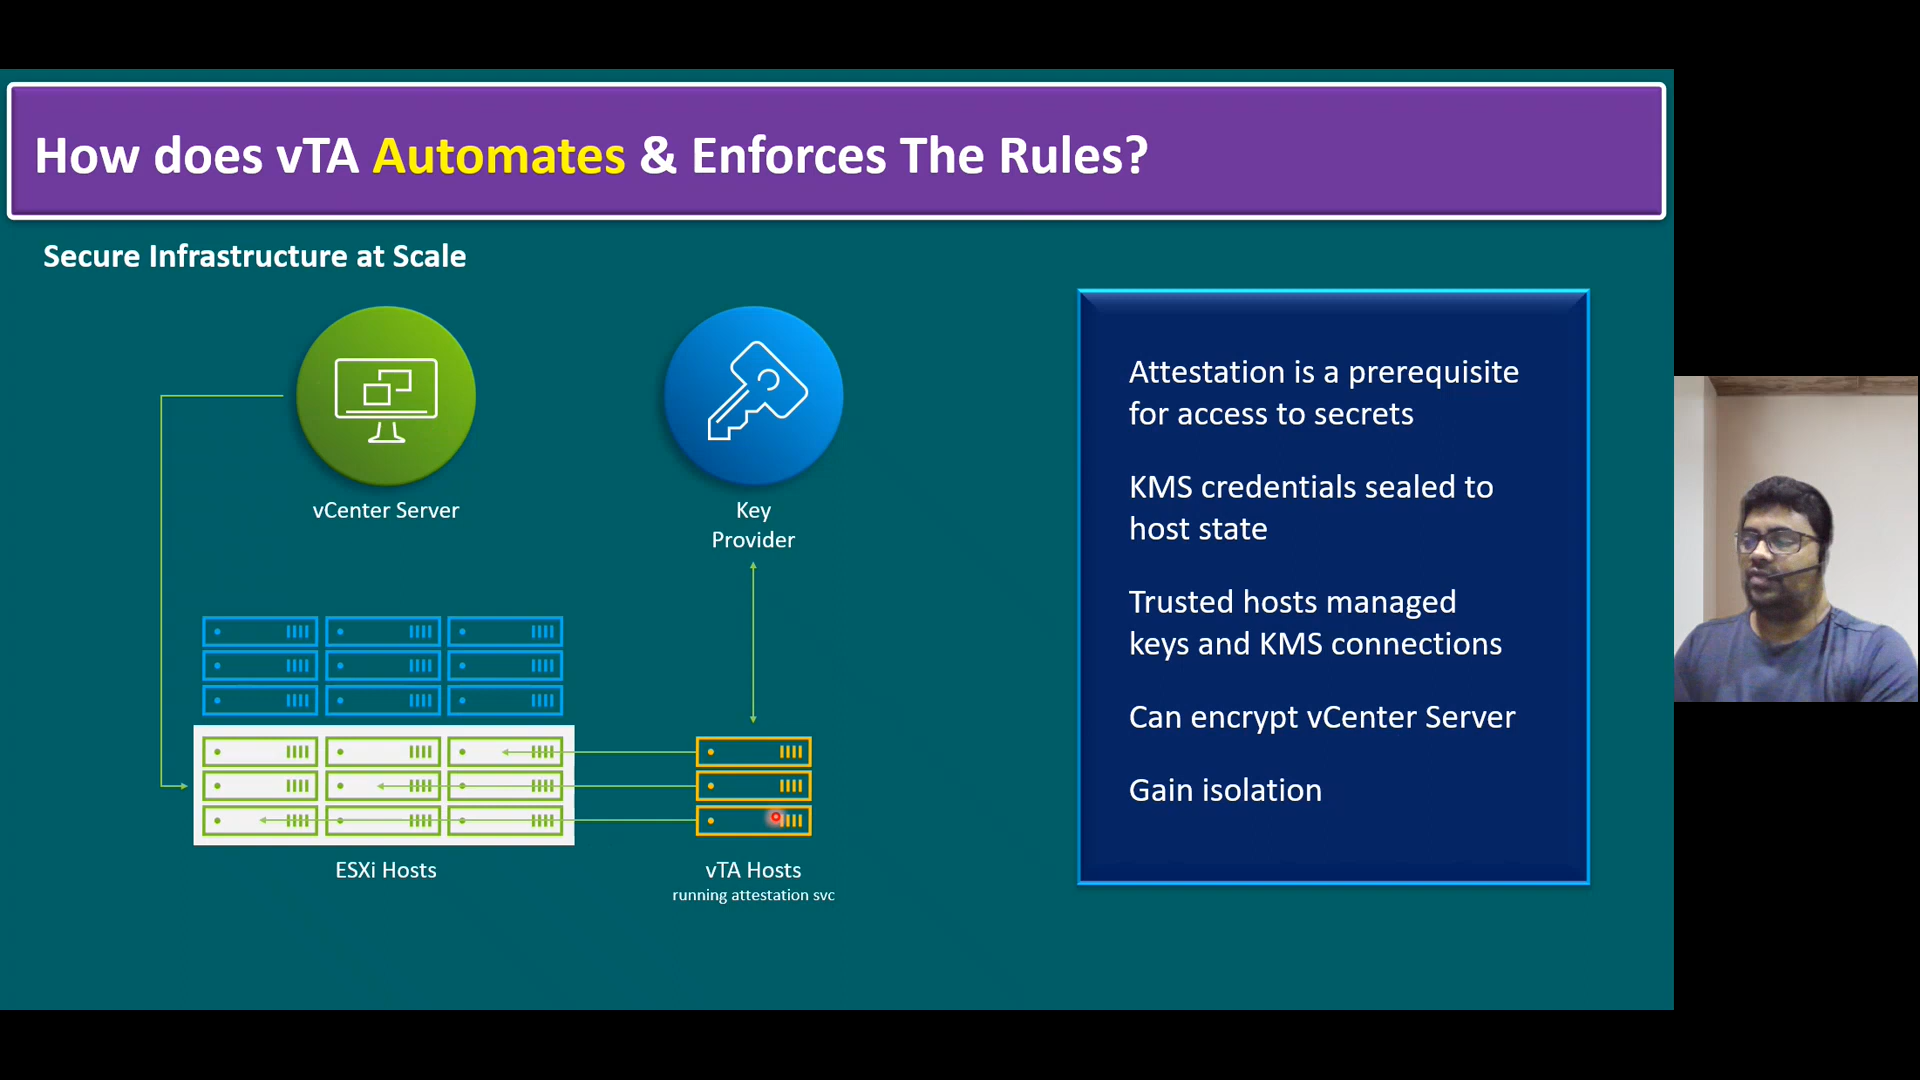 How does vTA Automates & Enforces The Rules?
Secure Infrastructure at Scale
vCenter Server
Key
Provider
ESXi Hosts
vTA Hosts
running attestation svc
Attestation is a prerequisite
for access to secrets
KMS credentials sealed to
host state
Trusted hosts managed
keys and KMS connections
Can encrypt vCenter Server
Gain isolation